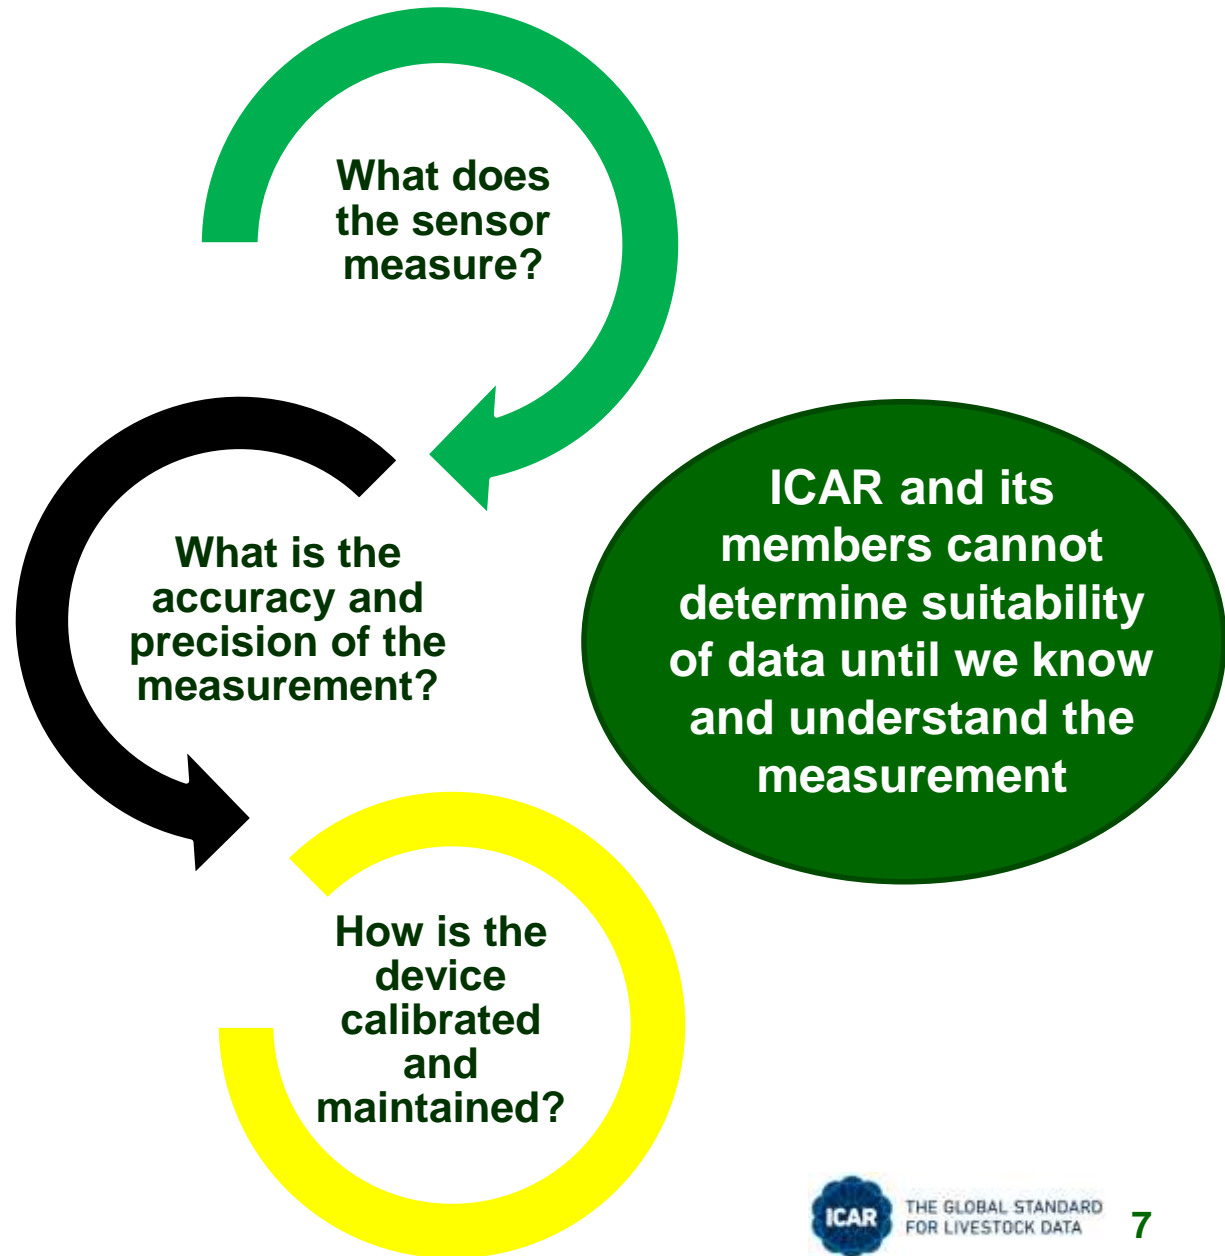 What does
the sensor
measure?
What is the
accuracy and
precision of the
measurement?
How is the
device
calibrated
and
maintained?
ICAR and its
members cannot
determine suitability
of data until we know
and understand the
measurement
ICAR
THE GLOBAL STANDARD
FOR LIVESTOCK DATA
7